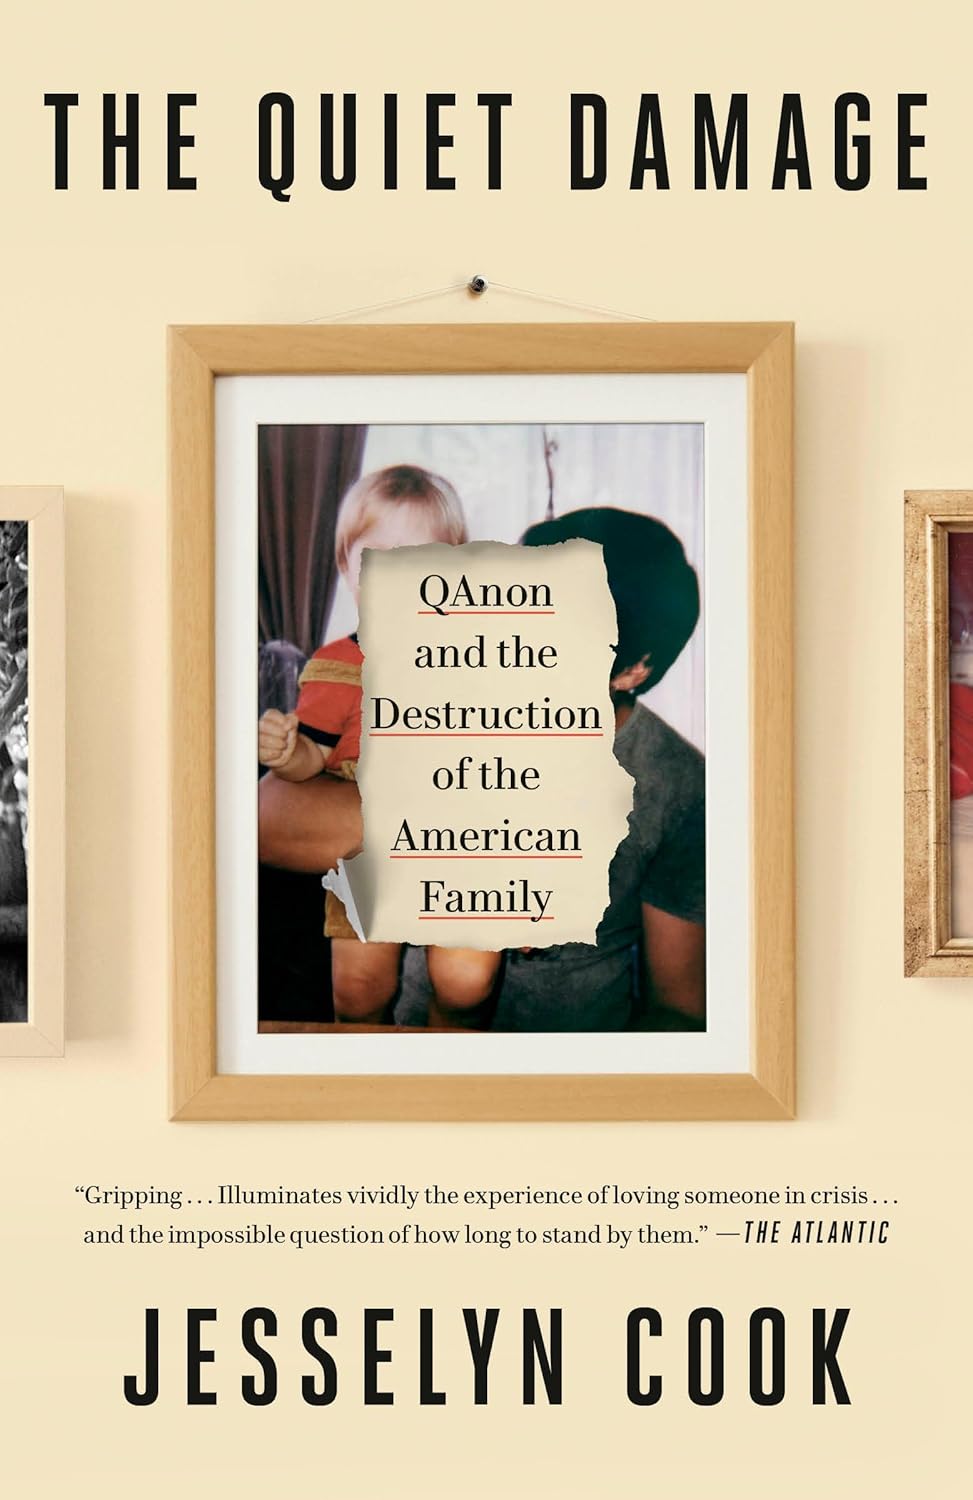 THE QUIET DAMAGE
QAnon
and the
Destruction
of the
American
Family
“Gripping . . . Illuminates vividly the experience of loving someone in crisis . . .
and the impossible question of how long to stand by them.” —THE ATLANTIC
JESSELYN COOK